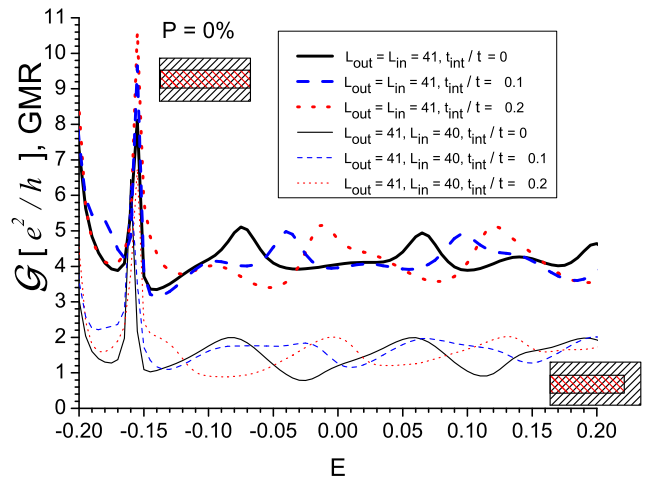 P = 0%
L_out = L_in = 41, t_int / t = 0
L_out = L_in = 41, t_int / t = 0.1
L_out = L_in = 41, t_int / t = 0.2
L_out = 41, L_in = 40, t_int / t = 0
L_out = 41, L_in = 40, t_int / t = 0.1
L_out = 41, L_in = 40, t_int / t = 0.2
G [ e^2 / h ], GMR
11
10
9
8
7
6
5
4
3
2
1
0
-0.20 -0.15 -0.10 -0.05 0.00 0.05 0.10 0.15 0.20
E